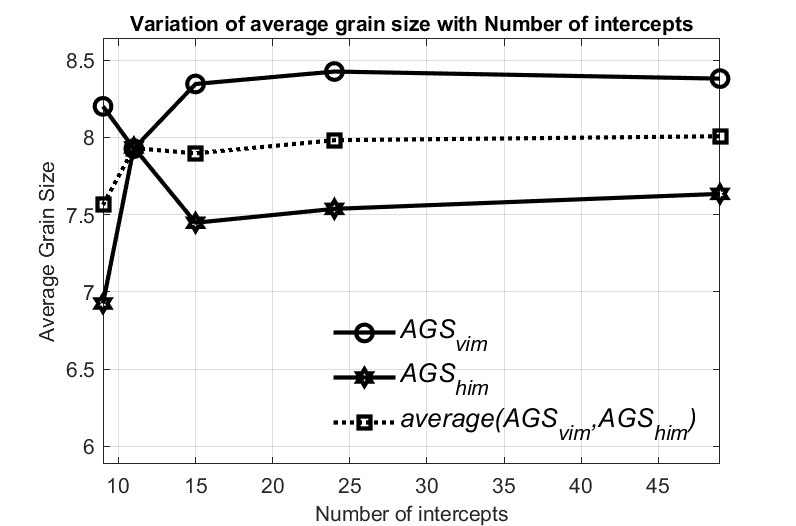 Variation of average grain size with Number of intercepts
8.5
8
7.5
7
6.5
6
Average Grain Size
AGS_vim
AGS_him
average(AGS_vim,AGS_him)
10 15 20 25 30 35 40 45
Number of intercepts